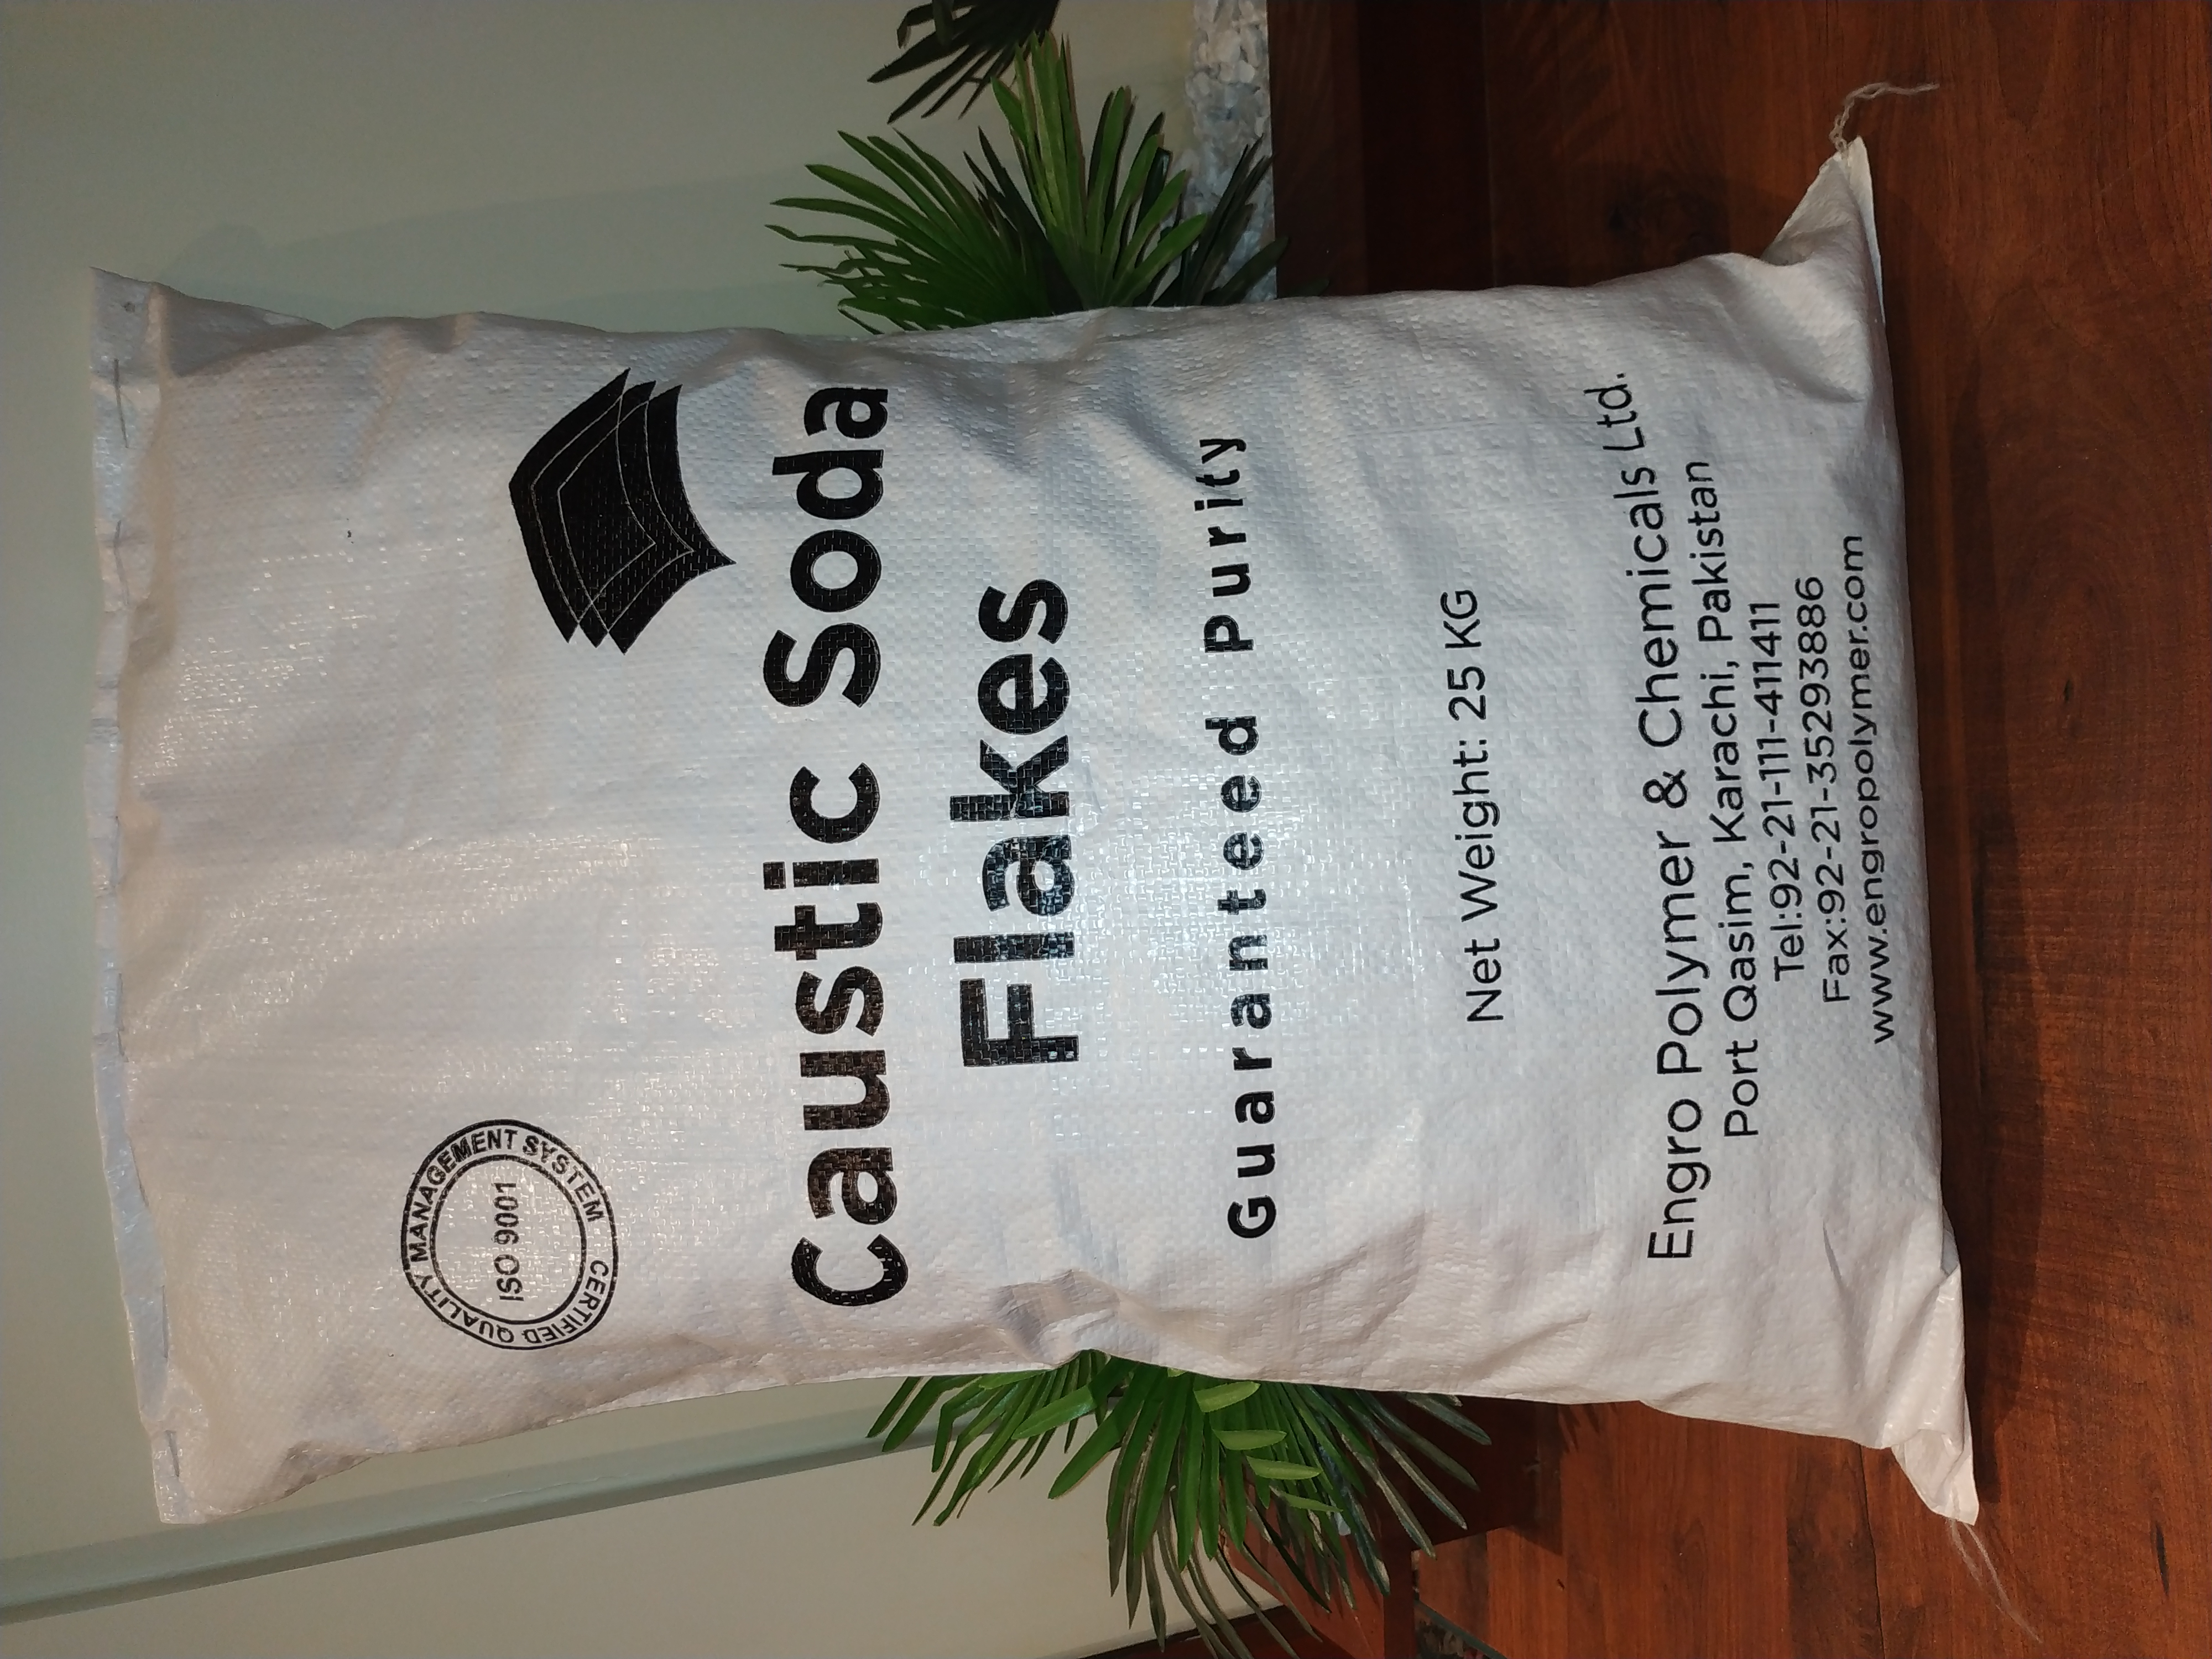 CERTIFIED QUALITY MANAGEMENT SYSTEM
ISO 9001
Caustic Soda
Flakes
Guaranteed Purity
Net Weight: 25 KG
Engro Polymer & Chemicals Ltd.
Port Qasim, Karachi, Pakistan
Tel:92-21-111-411411
Fax:92-21-35293886
www.engropolymer.com